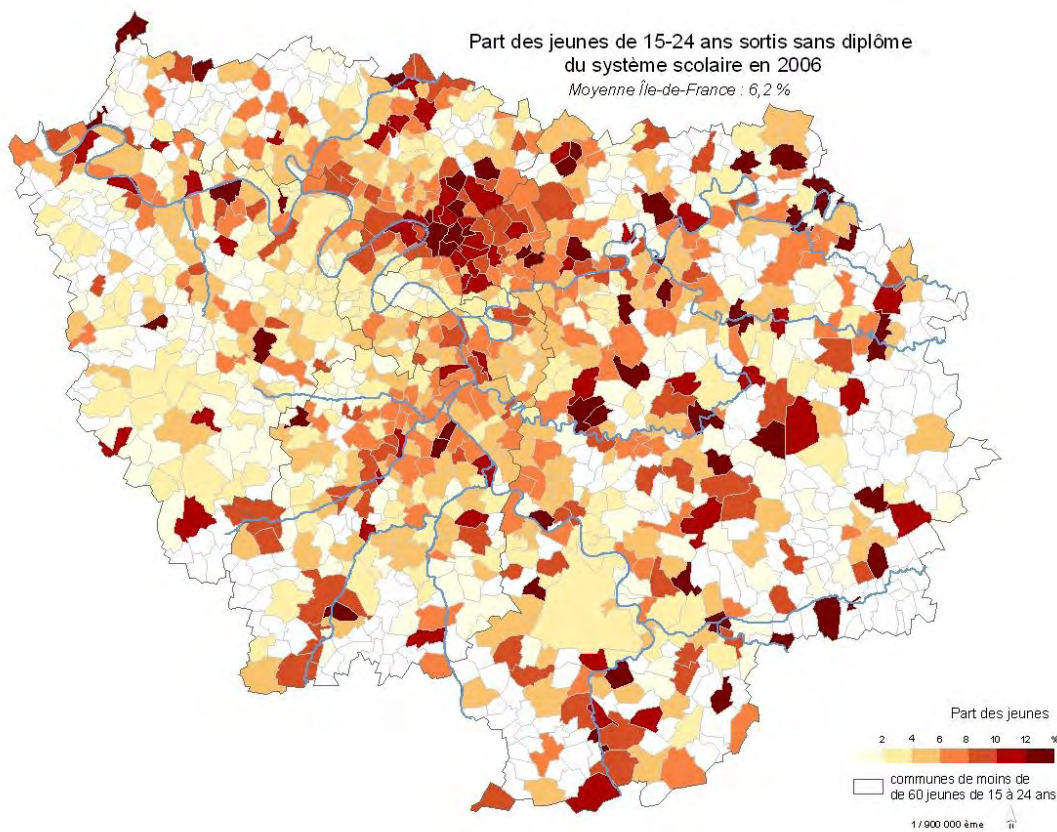 Part des jeunes de 15-24 ans sortis sans diplôme
du système scolaire en 2006
Moyenne Île-de-France : 6,2 %
Part des jeunes
2 4 6 8 10 12 %
communes de moins de
de 60 jeunes de 15 à 24 ans
1 / 900 000 ème